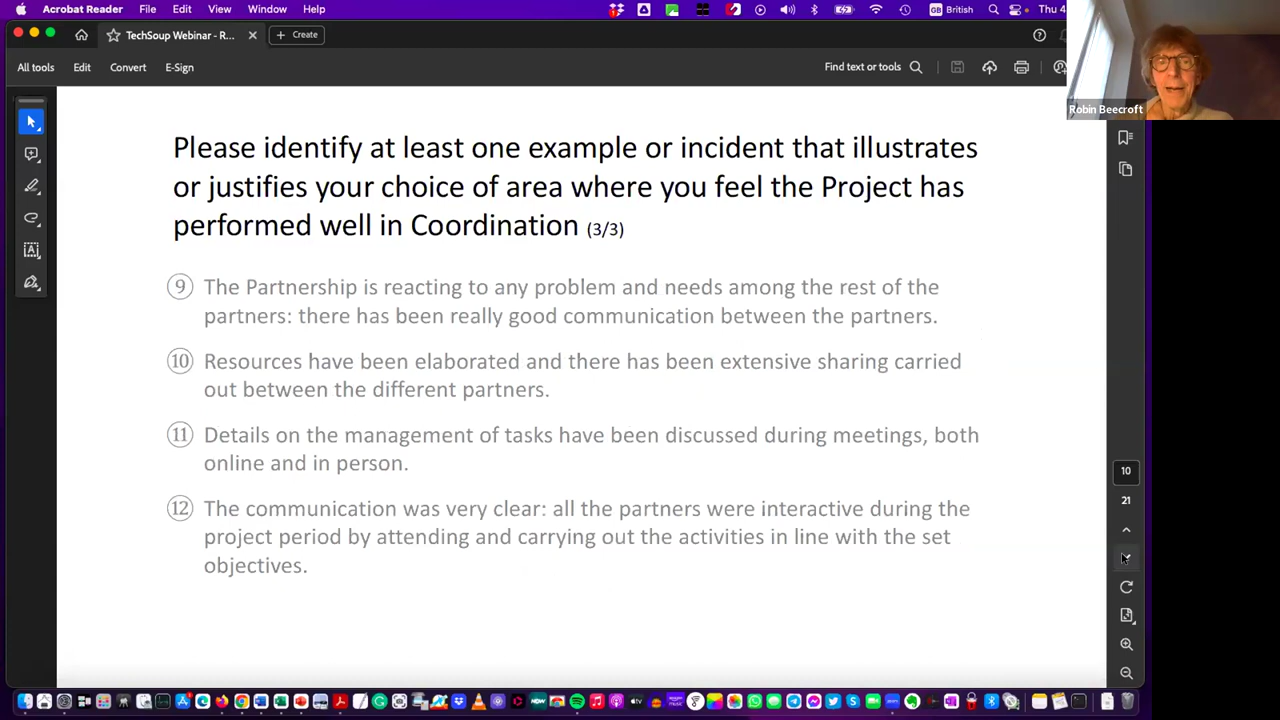 Acrobat Reader File Edit View Window Help British Thu 4
TechSoup Webinar - R... Create
All tools Edit Convert E-Sign Find text or tools
Robin Beecroft
Please identify at least one example or incident that illustrates
or justifies your choice of area where you feel the Project has
performed well in Coordination (3/3)
⑨ The Partnership is reacting to any problem and needs among the rest of the
partners: there has been really good communication between the partners.
⑩ Resources have been elaborated and there has been extensive sharing carried
out between the different partners.
⑪ Details on the management of tasks have been discussed during meetings, both
online and in person.
⑫ The communication was very clear: all the partners were interactive during the
project period by attending and carrying out the activities in line with the set
objectives.
10
21